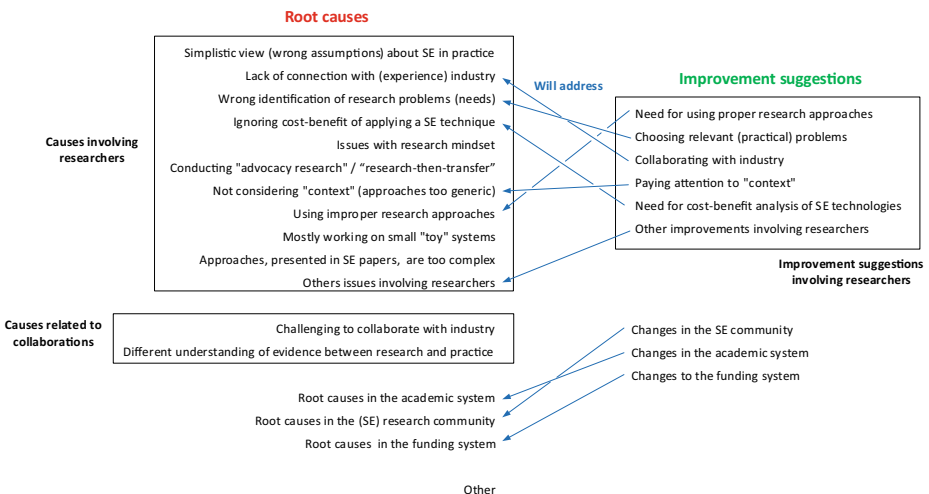 Root causes
Simplistic view (wrong assumptions) about SE in practice
Lack of connection with (experience) industry
Wrong identification of research problems (needs)
Ignoring cost-benefit of applying a SE technique
Issues with research mindset
Conducting "advocacy research" / “research-then-transfer”
Not considering "context" (approaches too generic)
Using improper research approaches
Mostly working on small "toy" systems
Approaches, presented in SE papers, are too complex
Others issues involving researchers
Causes involving
researchers
Will address
Improvement suggestions
Need for using proper research approaches
Choosing relevant (practical) problems
Collaborating with industry
Paying attention to "context"
Need for cost-benefit analysis of SE technologies
Other improvements involving researchers
Improvement suggestions
involving researchers
Causes related to
collaborations
Challenging to collaborate with industry
Different understanding of evidence between research and practice
Changes in the SE community
Changes in the academic system
Changes to the funding system
Root causes in the academic system
Root causes in the (SE) research community
Root causes in the funding system
Other